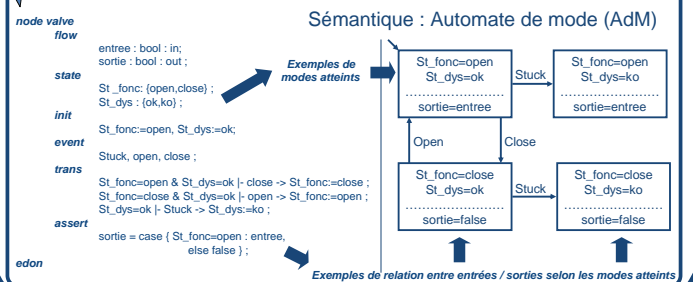 Sémantique : Automate de mode (AdM)
node valve
flow
entree : bool : in;
sortie : bool : out ;
state
St _fonc: {open,close} ;
St_dys : {ok,ko} ;
init
St_fonc:=open, St_dys:=ok;
event
Stuck, open, close ;
trans
St_fonc=open & St_dys=ok |- close -> St_fonc:=close ;
St_fonc=close & St_dys=ok |- open -> St_fonc:=open ;
St_dys=ok |- Stuck -> St_dys:=ko ;
assert
sortie = case { St_fonc=open : entree,
else false } ;
edon
Exemples de
modes atteints
St_fonc=open
St_dys=ok
.......................
sortie=entree
Stuck
St_fonc=open
St_dys=ko
.......................
sortie=entree
Open
Close
St_fonc=close
St_dys=ok
.......................
sortie=false
Stuck
St_fonc=close
St_dys=ko
.......................
sortie=false
Exemples de relation entre entrées / sorties selon les modes atteints